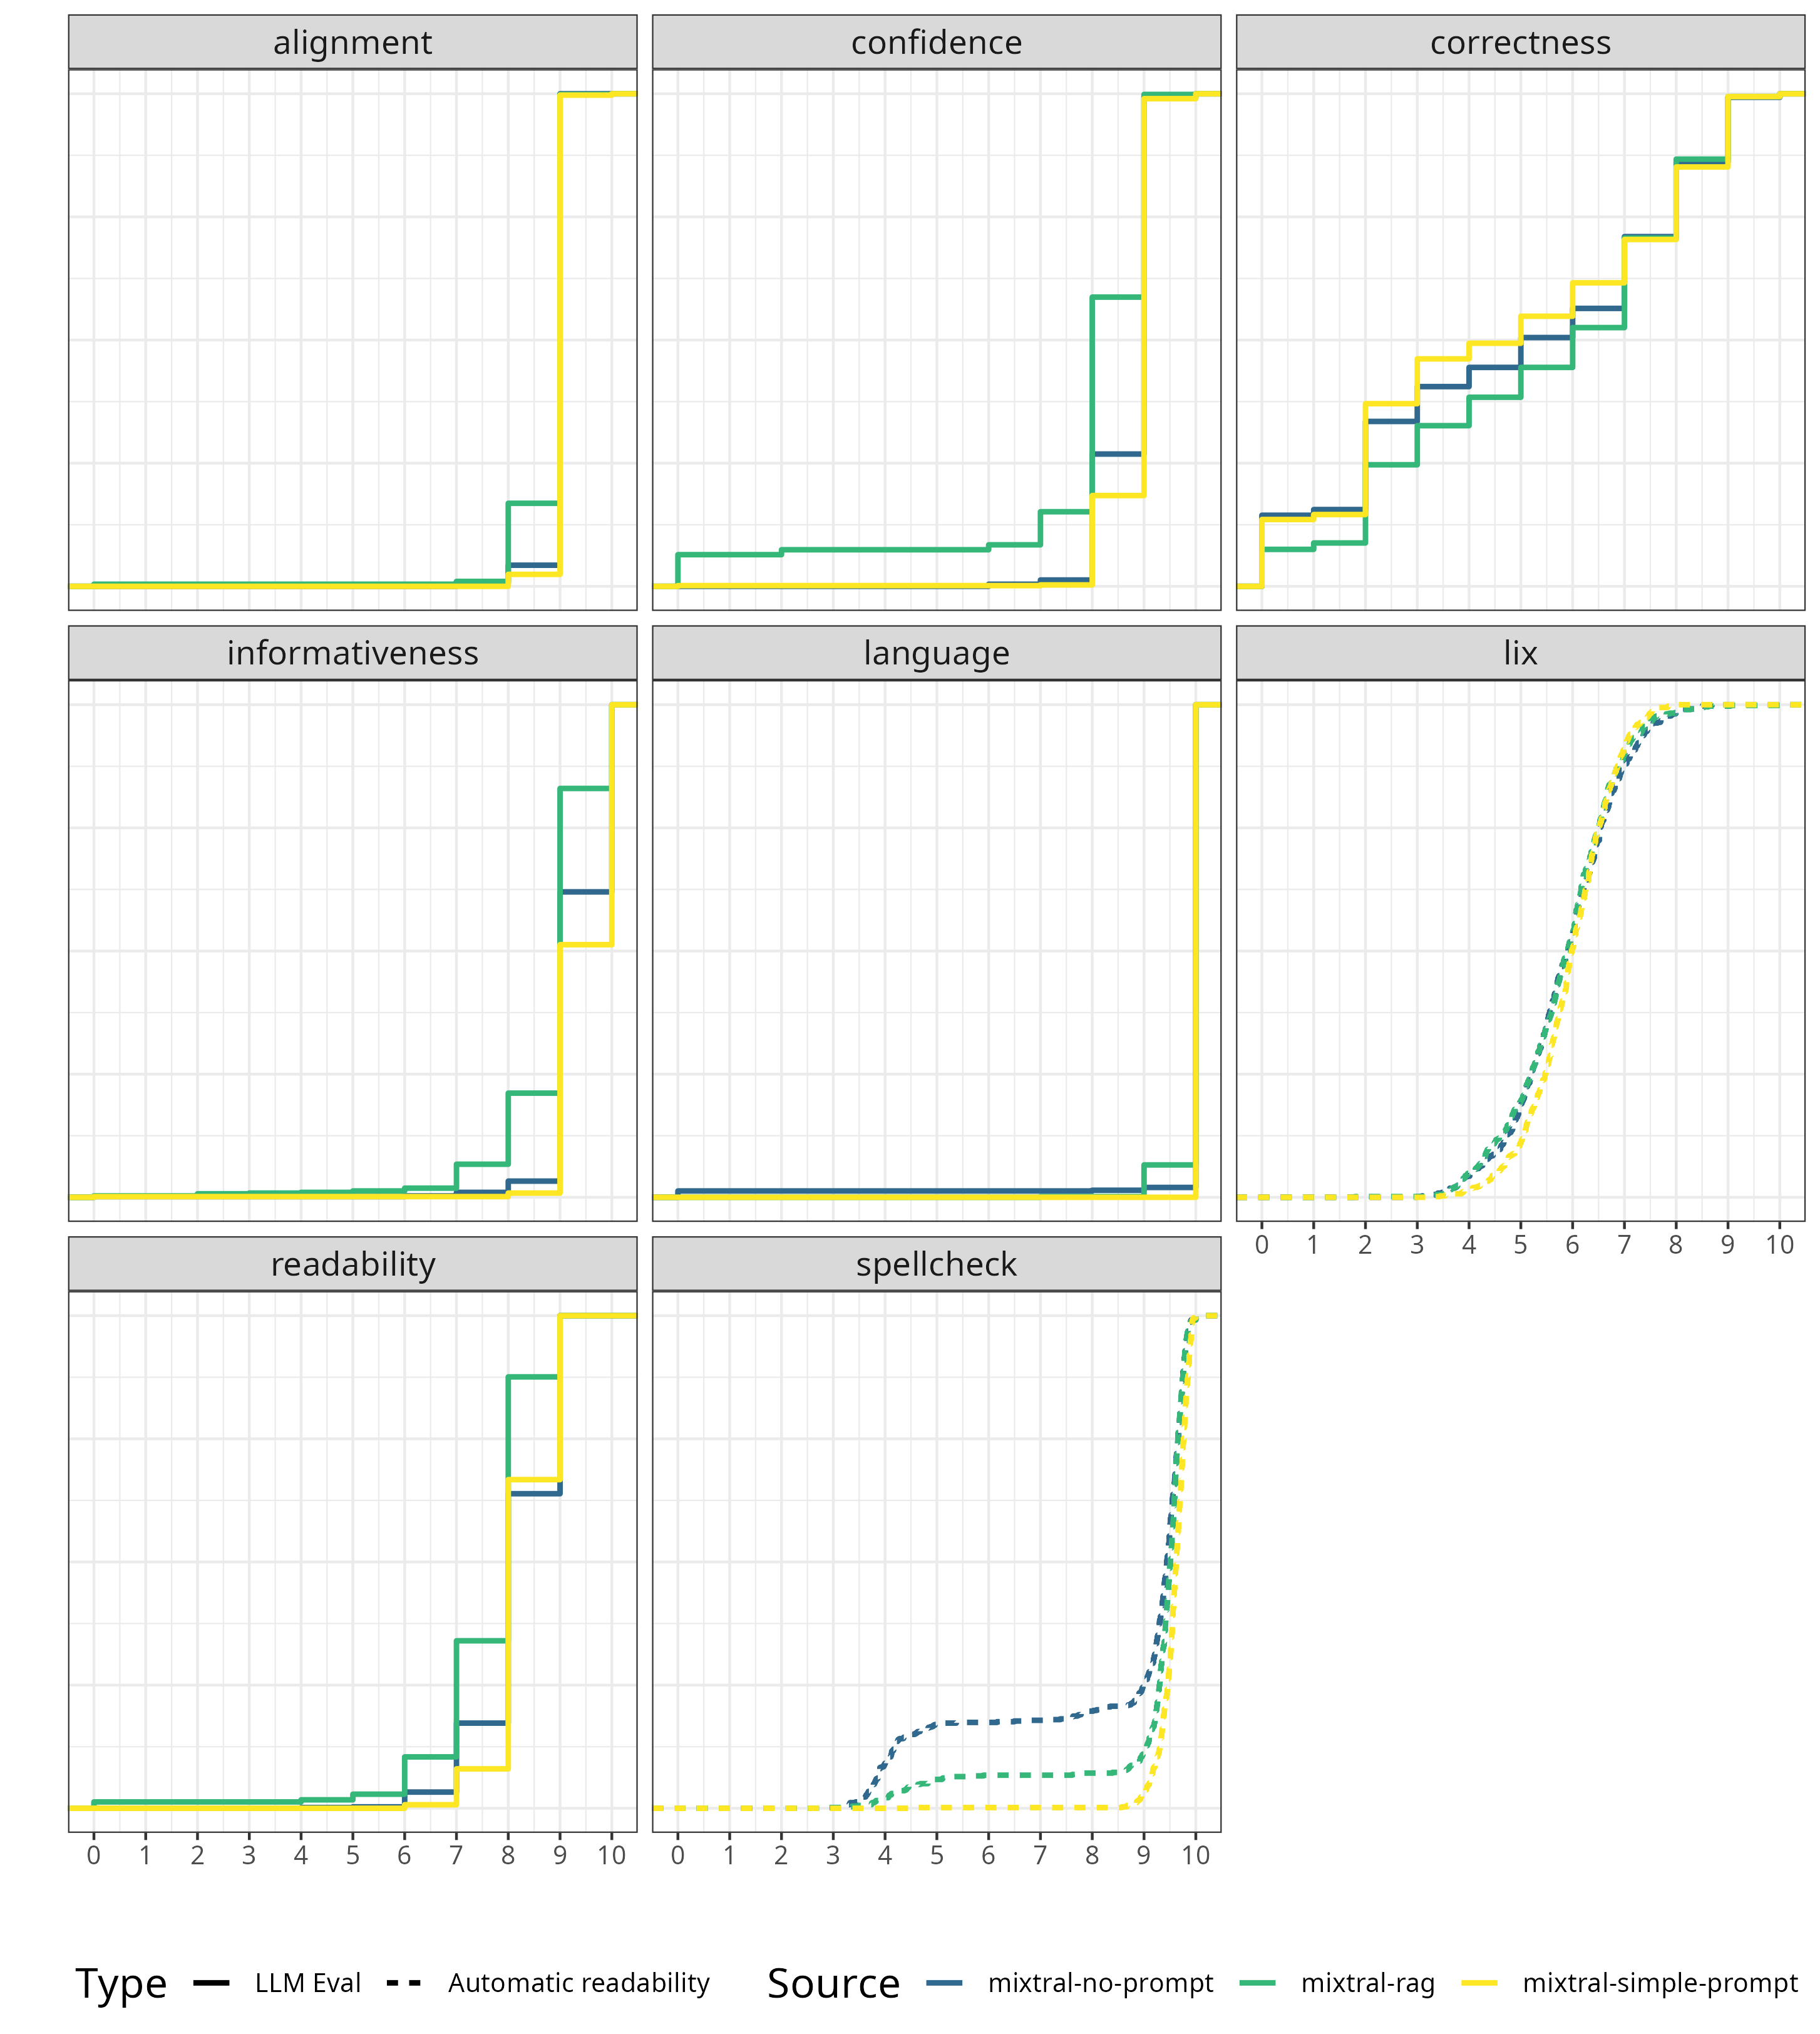 alignment confidence correctness
informativeness language lix
0 1 2 3 4 5 6 7 8 9 10
readability spellcheck
0 1 2 3 4 5 6 7 8 9 10 0 1 2 3 4 5 6 7 8 9 10
Type LLM Eval Automatic readability Source mixtral-no-prompt mixtral-rag mixtral-simple-prompt